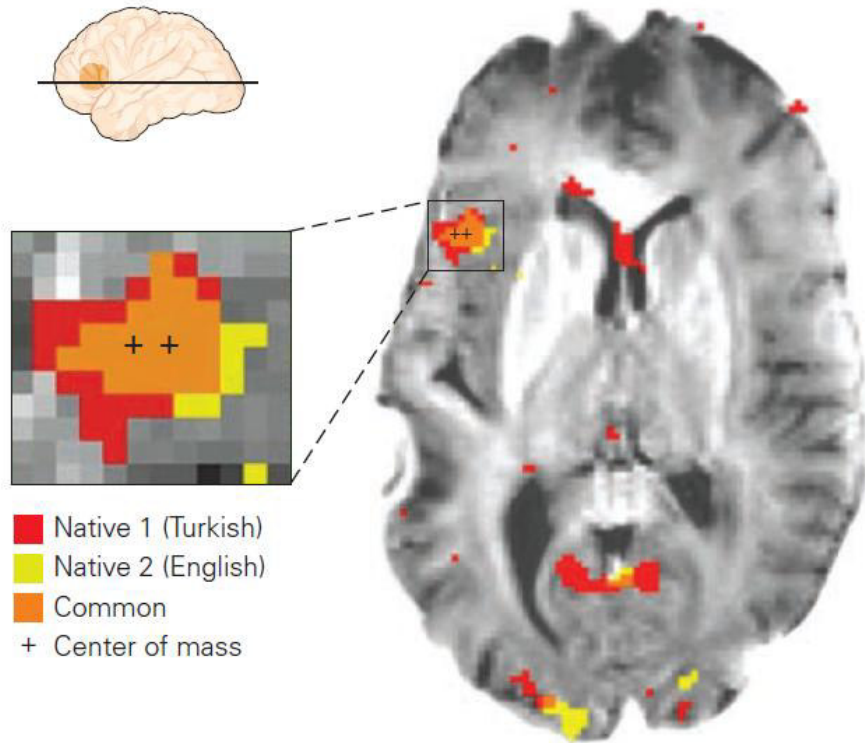 Native 1 (Turkish)
Native 2 (English)
Common
+ Center of mass